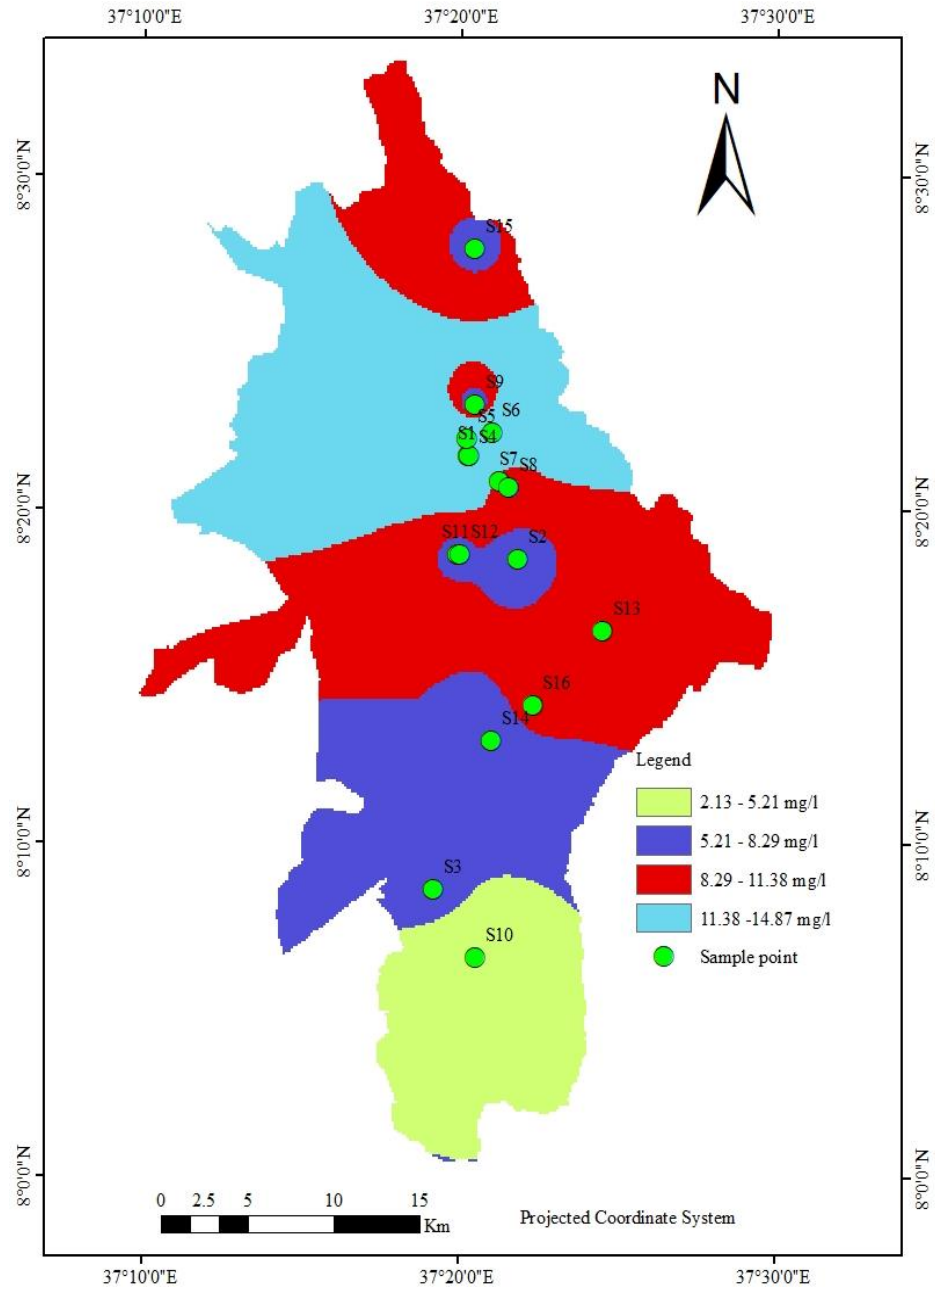 37°10'0"E 37°20'0"E 37°30'0"E
N
8°30'0"N 8°30'0"N
S15
S9
S5 S6
S1 S4
S7 S8
8°20'0"N 8°20'0"N
S11 S12 S2
S13
S16
S14
Legend
2.13 - 5.21 mg/l
8°10'0"N 8°10'0"N
5.21 - 8.29 mg/l
S3
8.29 - 11.38 mg/l
11.38 -14.87 mg/l
S10
Sample point
8°0'0"N 8°0'0"N
0 2.5 5 10 15
Km
Projected Coordinate System
37°10'0"E 37°20'0"E 37°30'0"E